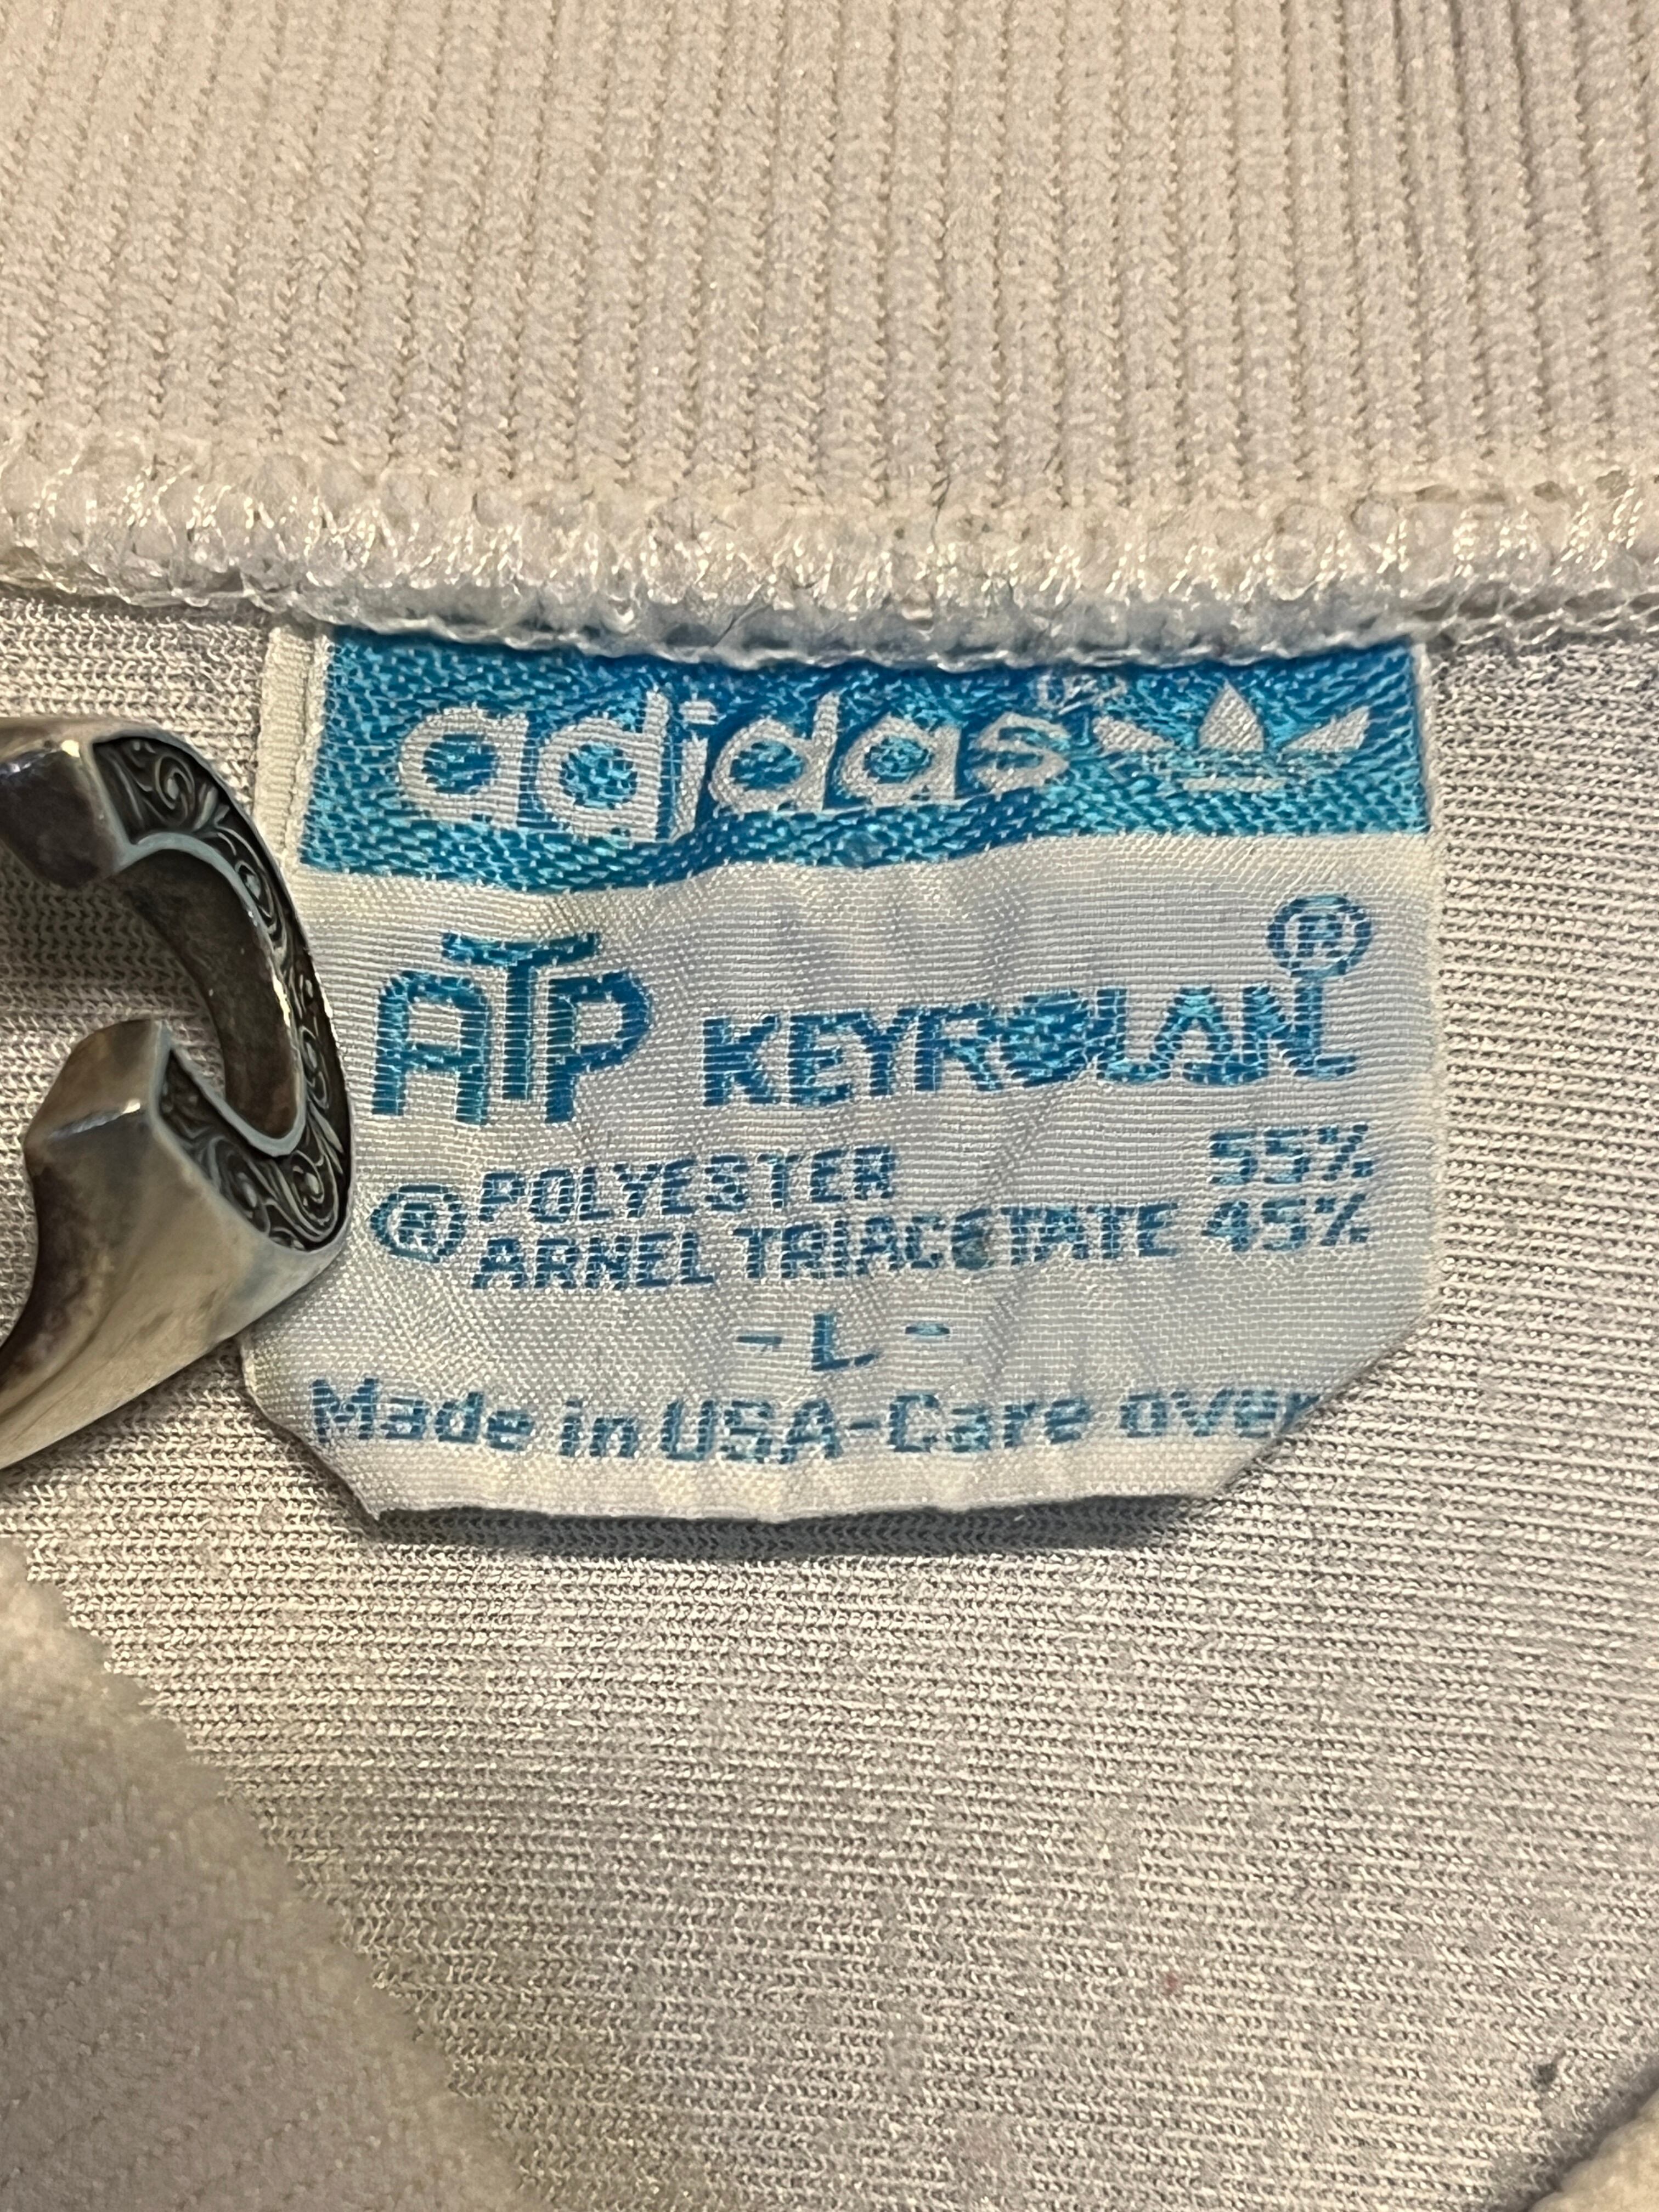 adidas
ATP KEYROLAN®
POLYESTER 55%
® ARNEL TRIACETATE 45%
- L -
Made in USA-Care over